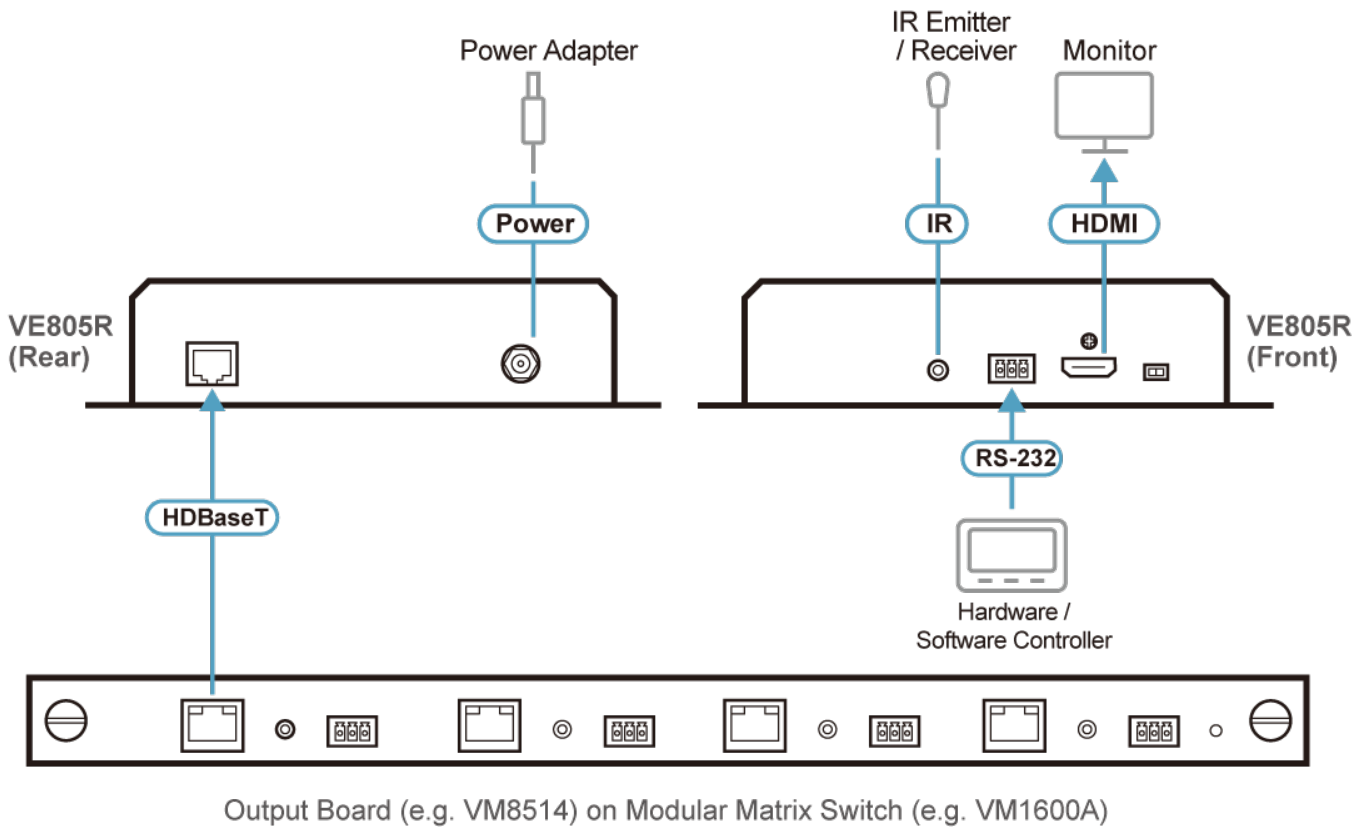 IR Emitter
/ Receiver
Power Adapter
Monitor
Power
IR
HDMI
VE805R
(Rear)
VE805R
(Front)
RS-232
HDBaseT
Hardware /
Software Controller
Output Board (e.g. VM8514) on Modular Matrix Switch (e.g. VM1600A)